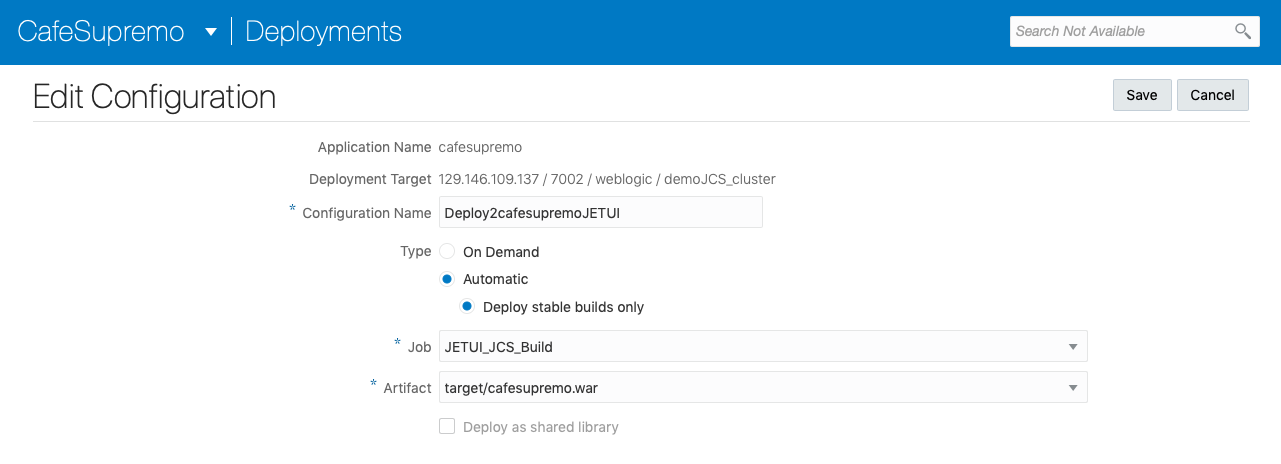 CafeSupremo Deployments
Search Not Available
Edit Configuration
Save Cancel
Application Name cafesupremo
Deployment Target 129.146.109.137 / 7002 / weblogic / demoJCS_cluster
* Configuration Name Deploy2cafesupremoJETUI
Type On Demand
Automatic
Deploy stable builds only
* Job JETUI_JCS_Build
* Artifact target/cafesupremo.war
Deploy as shared library